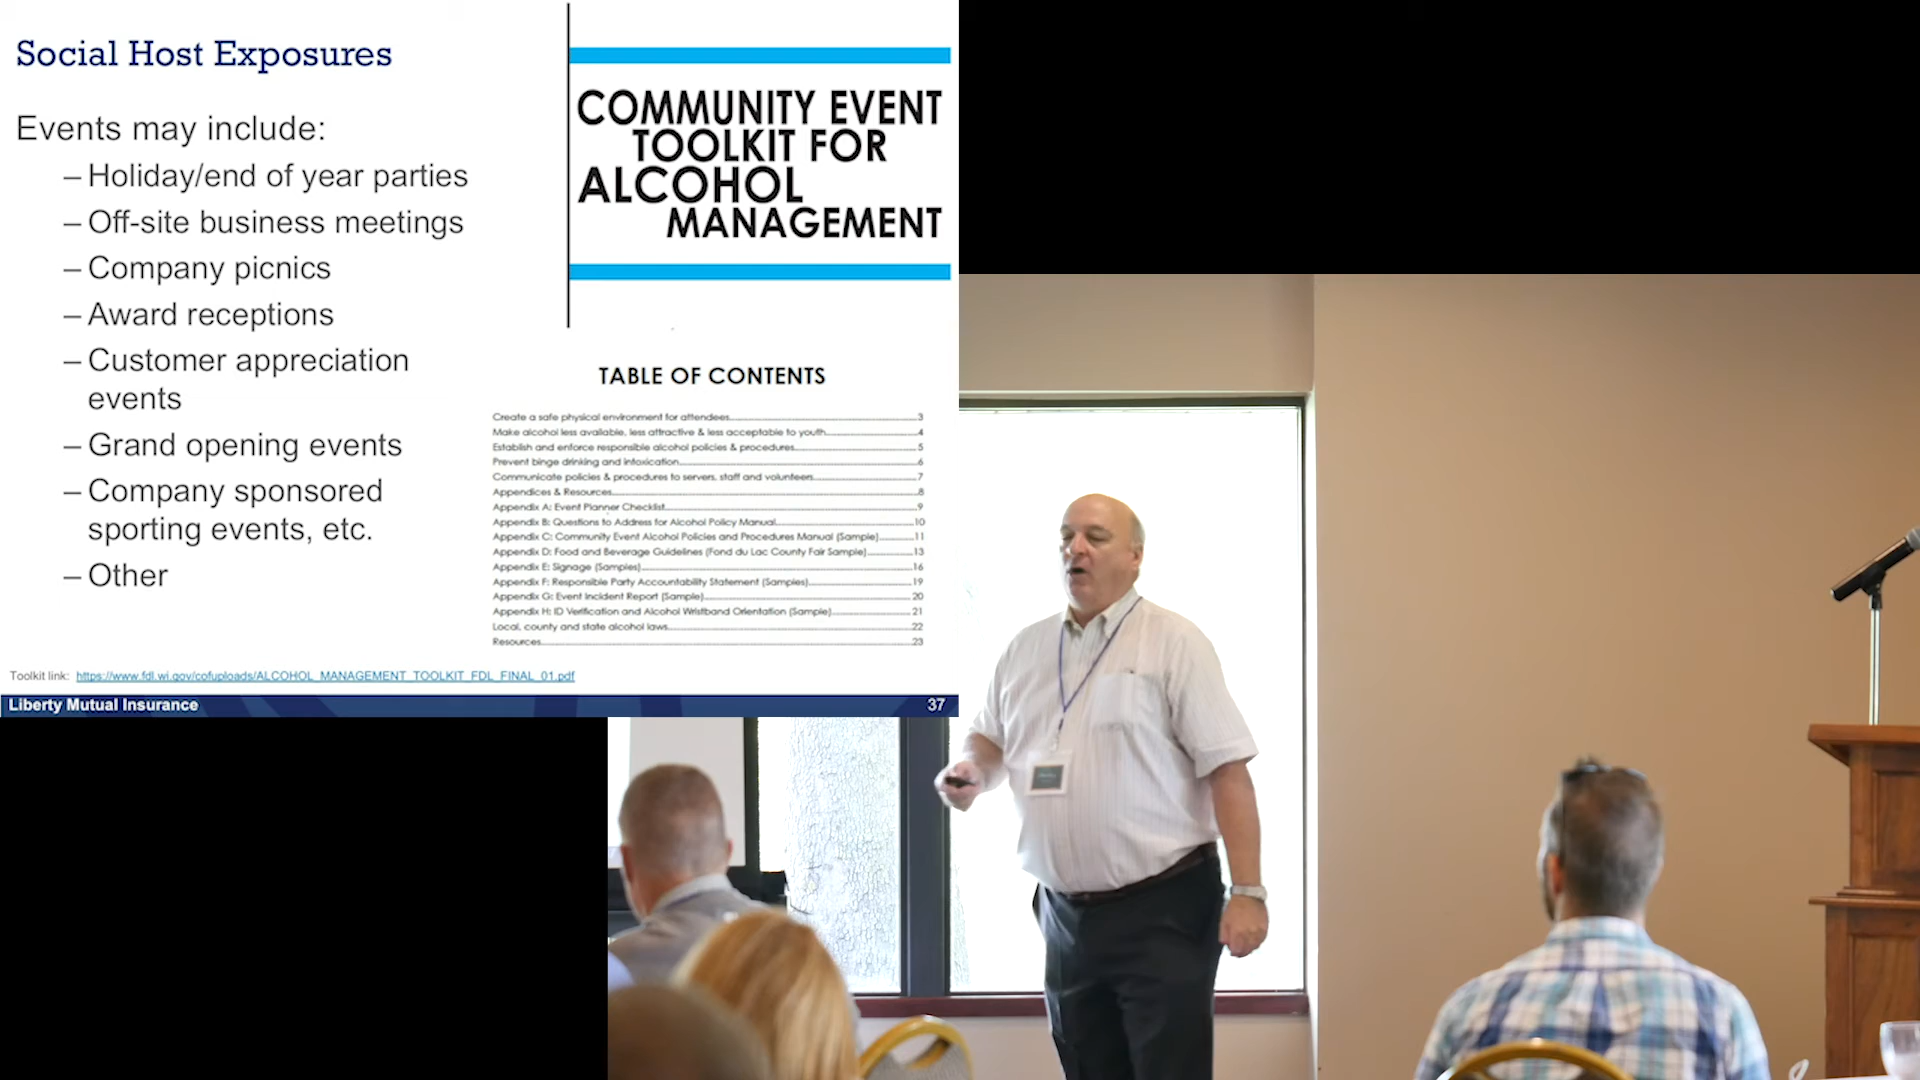 Social Host Exposures
Events may include:
– Holiday/end of year parties
– Off-site business meetings
– Company picnics
– Award receptions
– Customer appreciation
events
– Grand opening events
– Company sponsored
sporting events, etc.
– Other
COMMUNITY EVENT
TOOLKIT FOR
ALCOHOL
MANAGEMENT
TABLE OF CONTENTS
Create a safe physical environment for attendees 3
Make alcohol less available, less attractive & less acceptable to youth 4
Establish and enforce responsible alcohol policies & procedures 5
Prevent binge drinking and intoxication 6
Communicate policies & procedures to servers, staff and volunteers 7
Appendices & Resources 8
Appendix A: Event Planner Checklist 9
Appendix B: Questions to Address for Alcohol Policy Manual 10
Appendix C: Community Event Alcohol Policies and Procedures Manual (Sample) 11
Appendix D: Food and Beverage Guidelines (Fond du Lac County Fair Sample) 13
Appendix E: Signage (Samples) 16
Appendix F: Responsible Party Accountability Statement (Samples) 19
Appendix G: Event Incident Report (Sample) 20
Appendix H: ID Verification and Alcohol Wristband Orientation (Sample) 21
Local, county and state alcohol laws 22
Resources 23
Toolkit link: https://www.fdl.wi.gov/cofuploads/ALCOHOL_MANAGEMENT_TOOLKIT_FDL_FINAL_01.pdf
Liberty Mutual Insurance 37